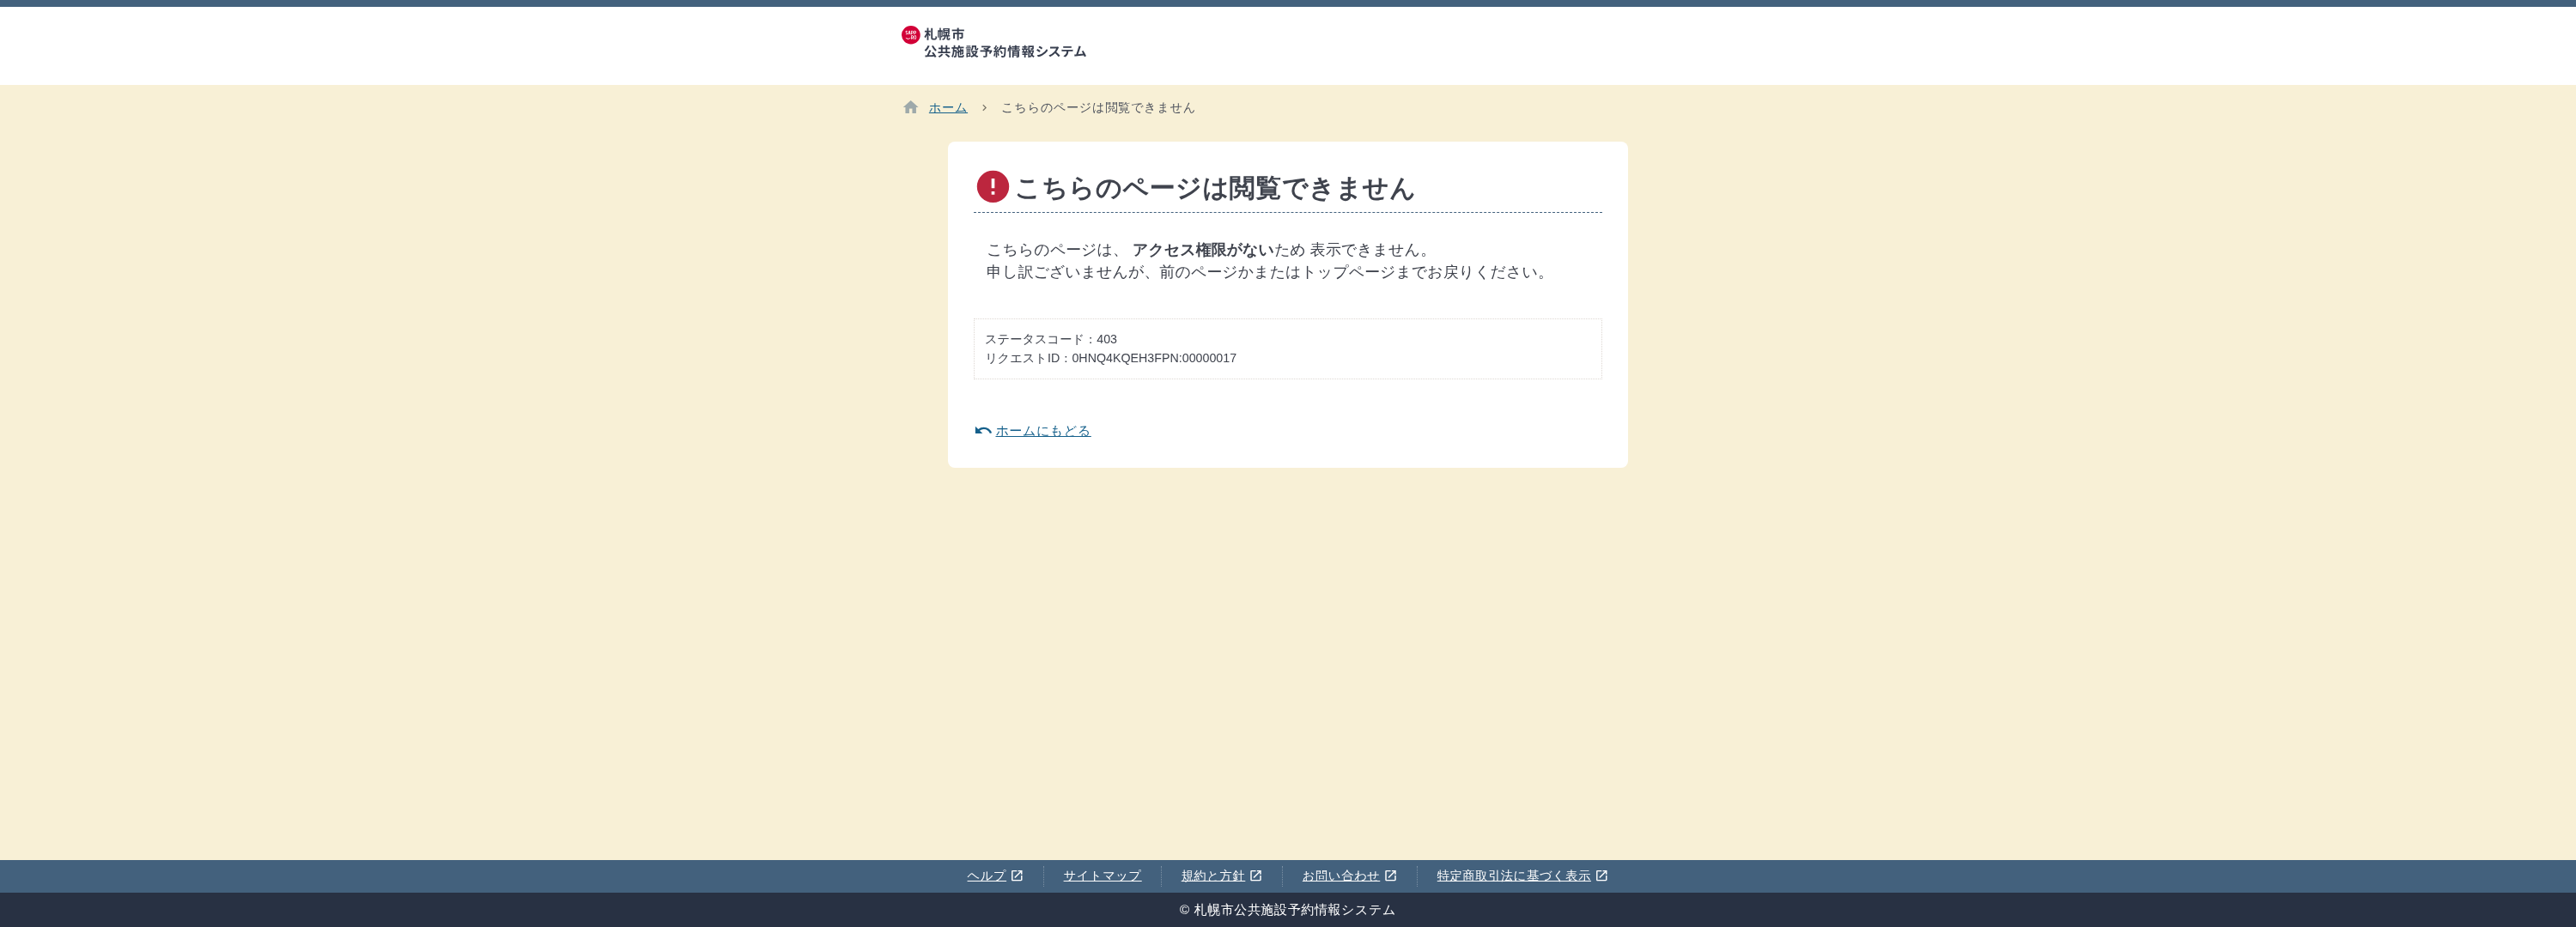 札幌市
公共施設予約情報システム
ホーム
こちらのページは閲覧できません
こちらのページは閲覧できません
こちらのページは、 アクセス権限がないため 表示できません。
申し訳ございませんが、前のページかまたはトップページまでお戻りください。
ステータスコード：403
リクエストID：0HNQ4KQEH3FPN:00000017
ホームにもどる
ヘルプ
サイトマップ
規約と方針
お問い合わせ
特定商取引法に基づく表示
© 札幌市公共施設予約情報システム